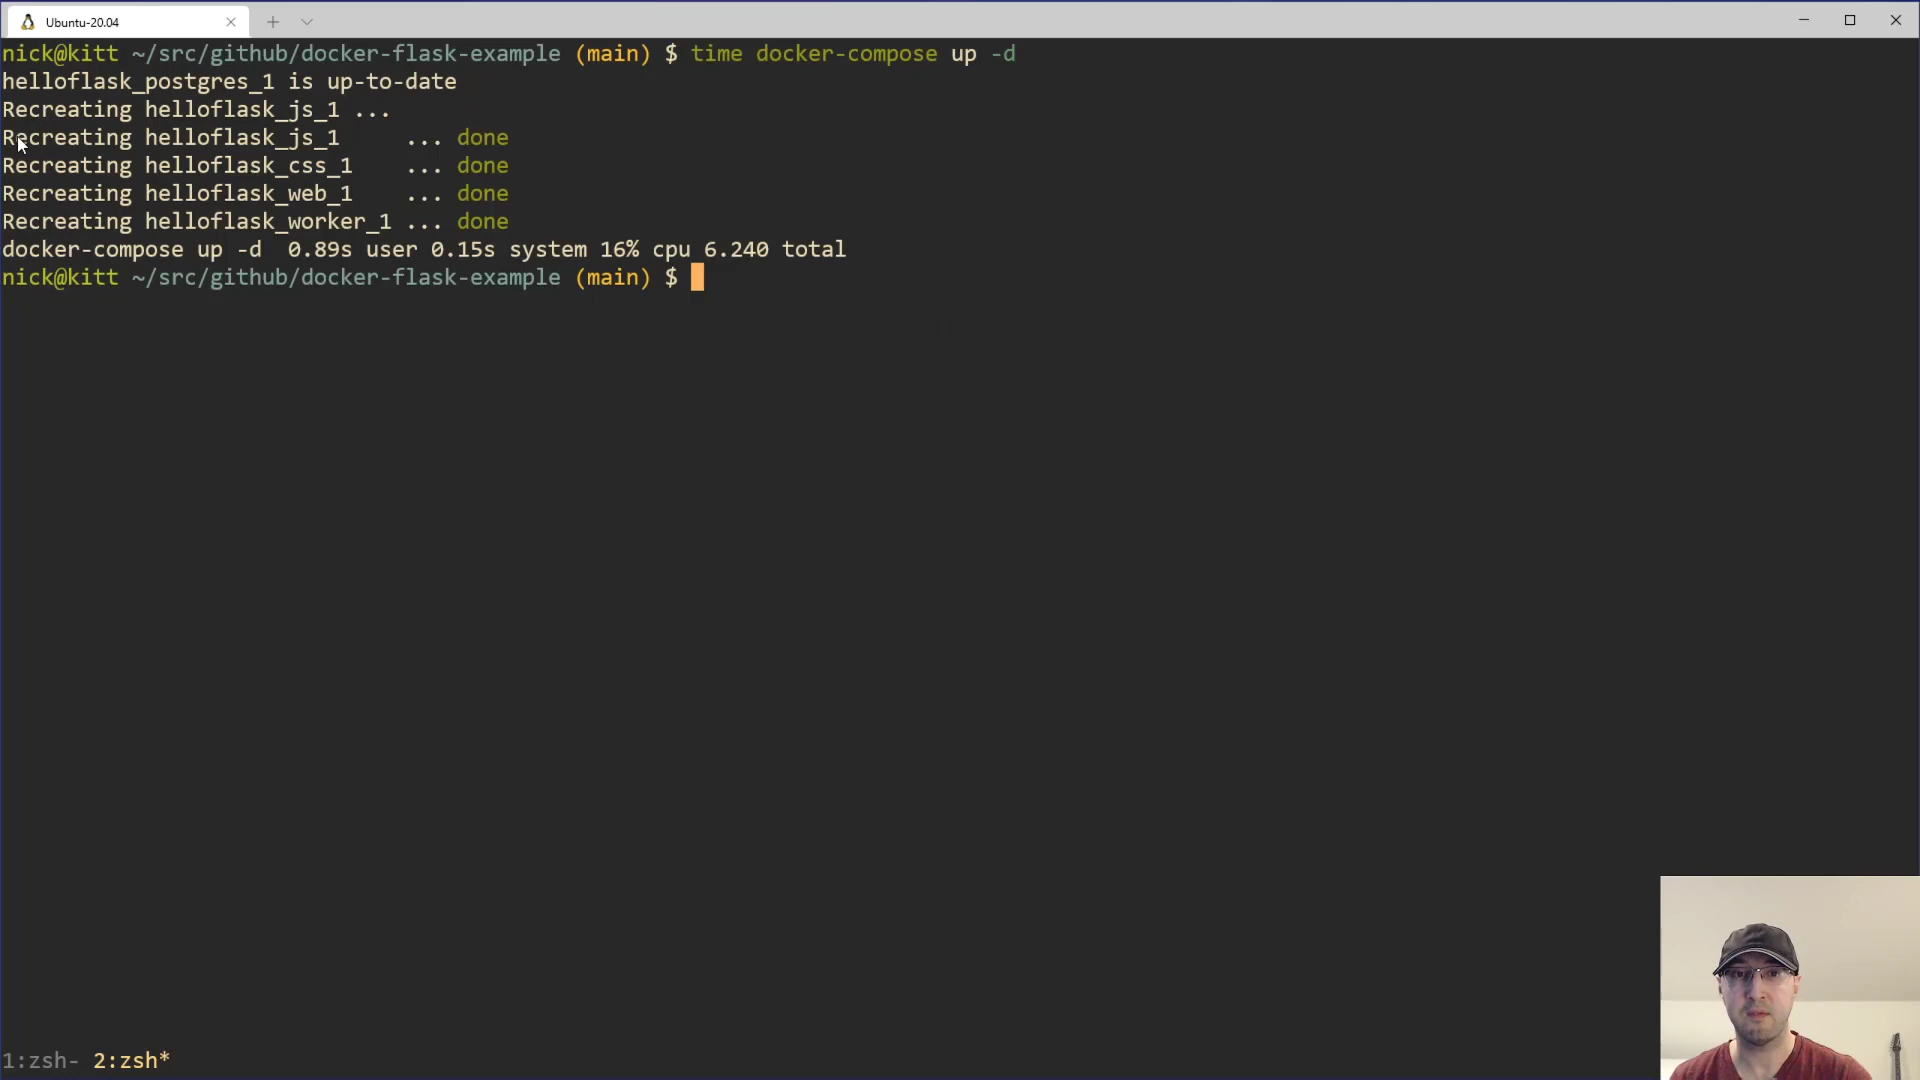 Ubuntu-20.04
nick@kitt ~/src/github/docker-flask-example (main) $ time docker-compose up -d
helloflask_postgres_1 is up-to-date
Recreating helloflask_js_1 ...
Recreating helloflask_js_1     ... done
Recreating helloflask_css_1    ... done
Recreating helloflask_web_1    ... done
Recreating helloflask_worker_1 ... done
docker-compose up -d  0.89s user 0.15s system 16% cpu 6.240 total
nick@kitt ~/src/github/docker-flask-example (main) $
1:zsh- 2:zsh*